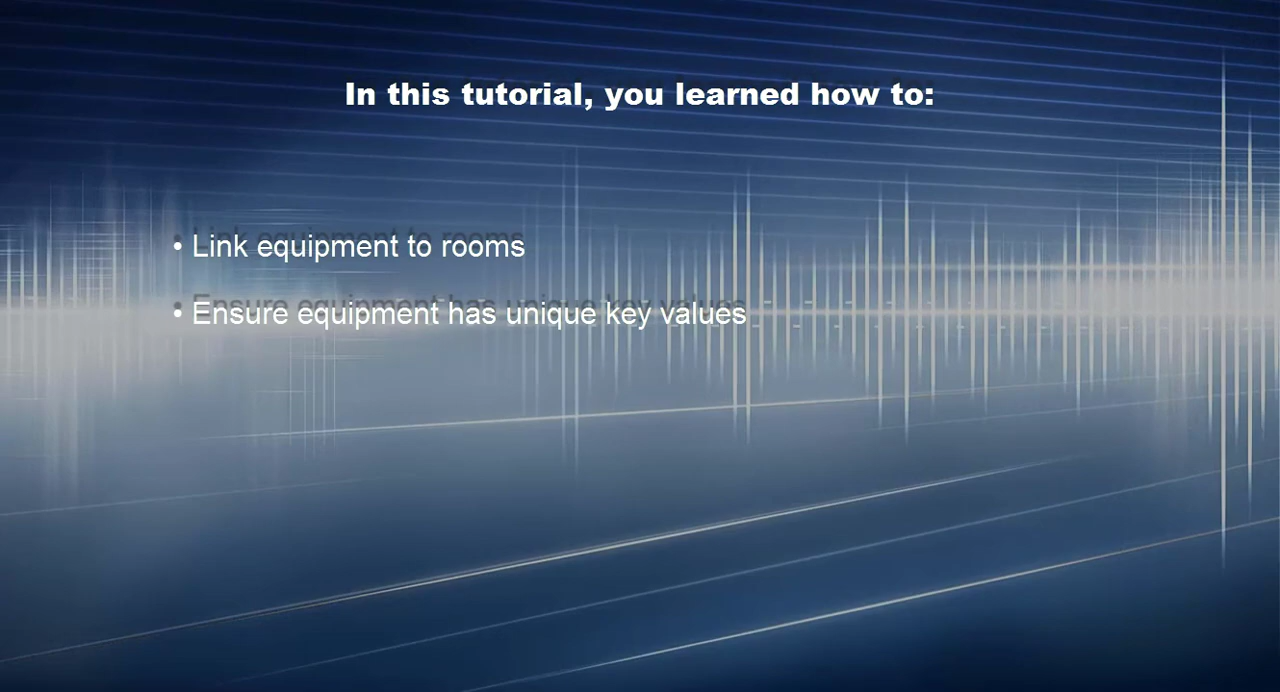 In this tutorial, you learned how to:
• Link equipment to rooms
• Ensure equipment has unique key values